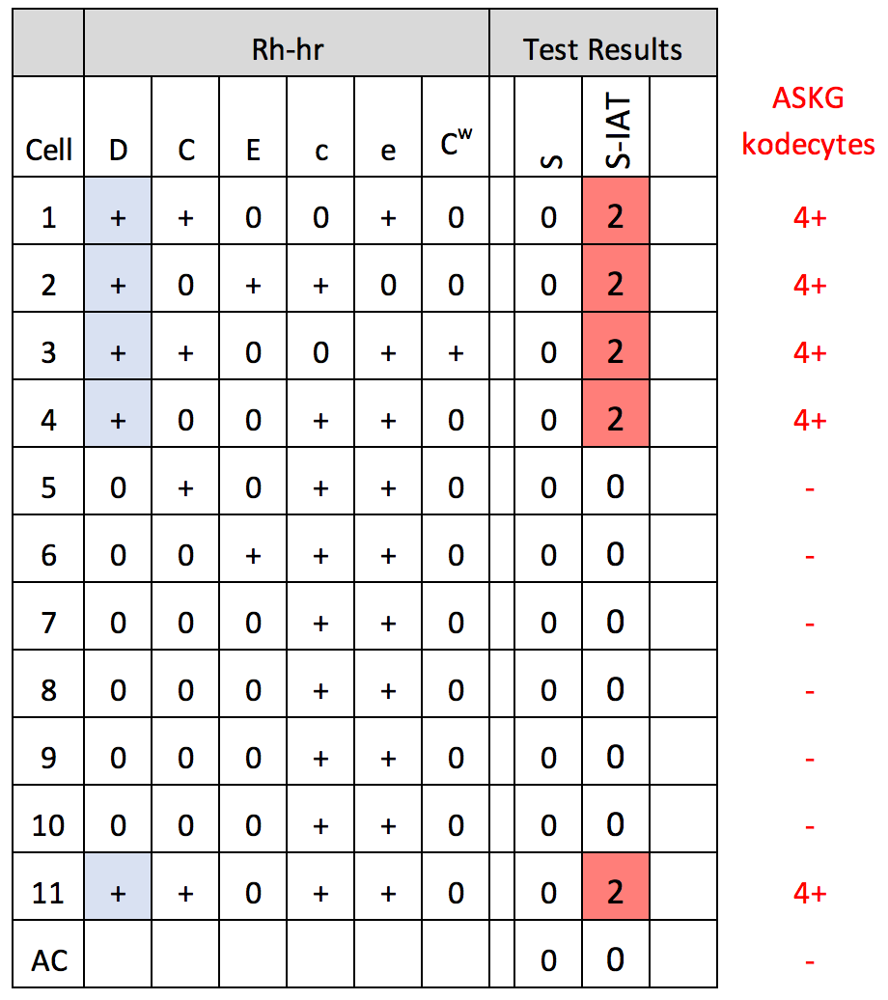 Rh-hr Test Results
ASKG
kodecytes
Cell D C E c e Cʷ S S-IAT
1 + + 0 0 + 0 0 2 4+
2 + 0 + + 0 0 0 2 4+
3 + + 0 0 + + 0 2 4+
4 + 0 0 + + 0 0 2 4+
5 0 + 0 + + 0 0 0 -
6 0 0 + + + 0 0 0 -
7 0 0 0 + + 0 0 0 -
8 0 0 0 + + 0 0 0 -
9 0 0 0 + + 0 0 0 -
10 0 0 0 + + 0 0 0 -
11 + + 0 + + 0 0 2 4+
AC 0 0 -